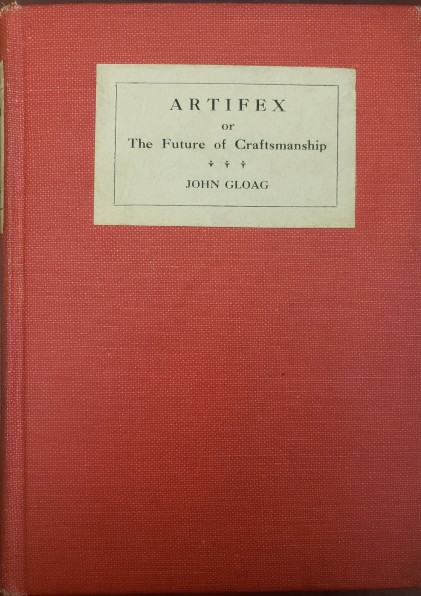 ARTIFEX
or
The Future of Craftsmanship
JOHN GLOAG